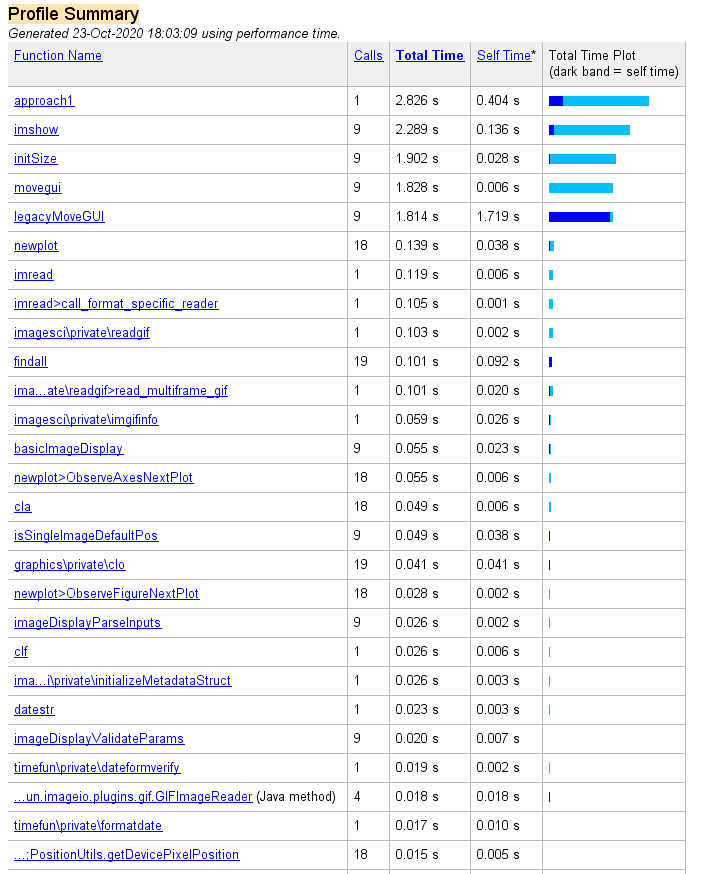 Profile Summary
Generated 23-Oct-2020 18:03:09 using performance time.
Function Name Calls Total Time Self Time* Total Time Plot
(dark band = self time)
approach1 1 2.826 s 0.404 s
imshow 9 2.289 s 0.136 s
initSize 9 1.902 s 0.028 s
movegui 9 1.828 s 0.006 s
legacyMoveGUI 9 1.814 s 1.719 s
newplot 18 0.139 s 0.038 s
imread 1 0.119 s 0.006 s
imread>call_format_specific_reader 1 0.105 s 0.001 s
imagesci\private\readgif 1 0.103 s 0.002 s
findall 19 0.101 s 0.092 s
ima...ate\readgif>read_multiframe_gif 1 0.101 s 0.020 s
imagesci\private\imgifinfo 1 0.059 s 0.026 s
basicImageDisplay 9 0.055 s 0.023 s
newplot>ObserveAxesNextPlot 18 0.055 s 0.006 s
cla 18 0.049 s 0.006 s
isSingleImageDefaultPos 9 0.049 s 0.038 s
graphics\private\clo 19 0.041 s 0.041 s
newplot>ObserveFigureNextPlot 18 0.028 s 0.002 s
imageDisplayParseInputs 9 0.026 s 0.002 s
clf 1 0.026 s 0.006 s
ima...i\private\initializeMetadataStruct 1 0.026 s 0.003 s
datestr 1 0.023 s 0.003 s
imageDisplayValidateParams 9 0.020 s 0.007 s
timefun\private\dateformverify 1 0.019 s 0.002 s
...un.imageio.plugins.gif.GIFImageReader (Java method) 4 0.018 s 0.018 s
timefun\private\formatdate 1 0.017 s 0.010 s
...;PositionUtils.getDevicePixelPosition 18 0.015 s 0.005 s